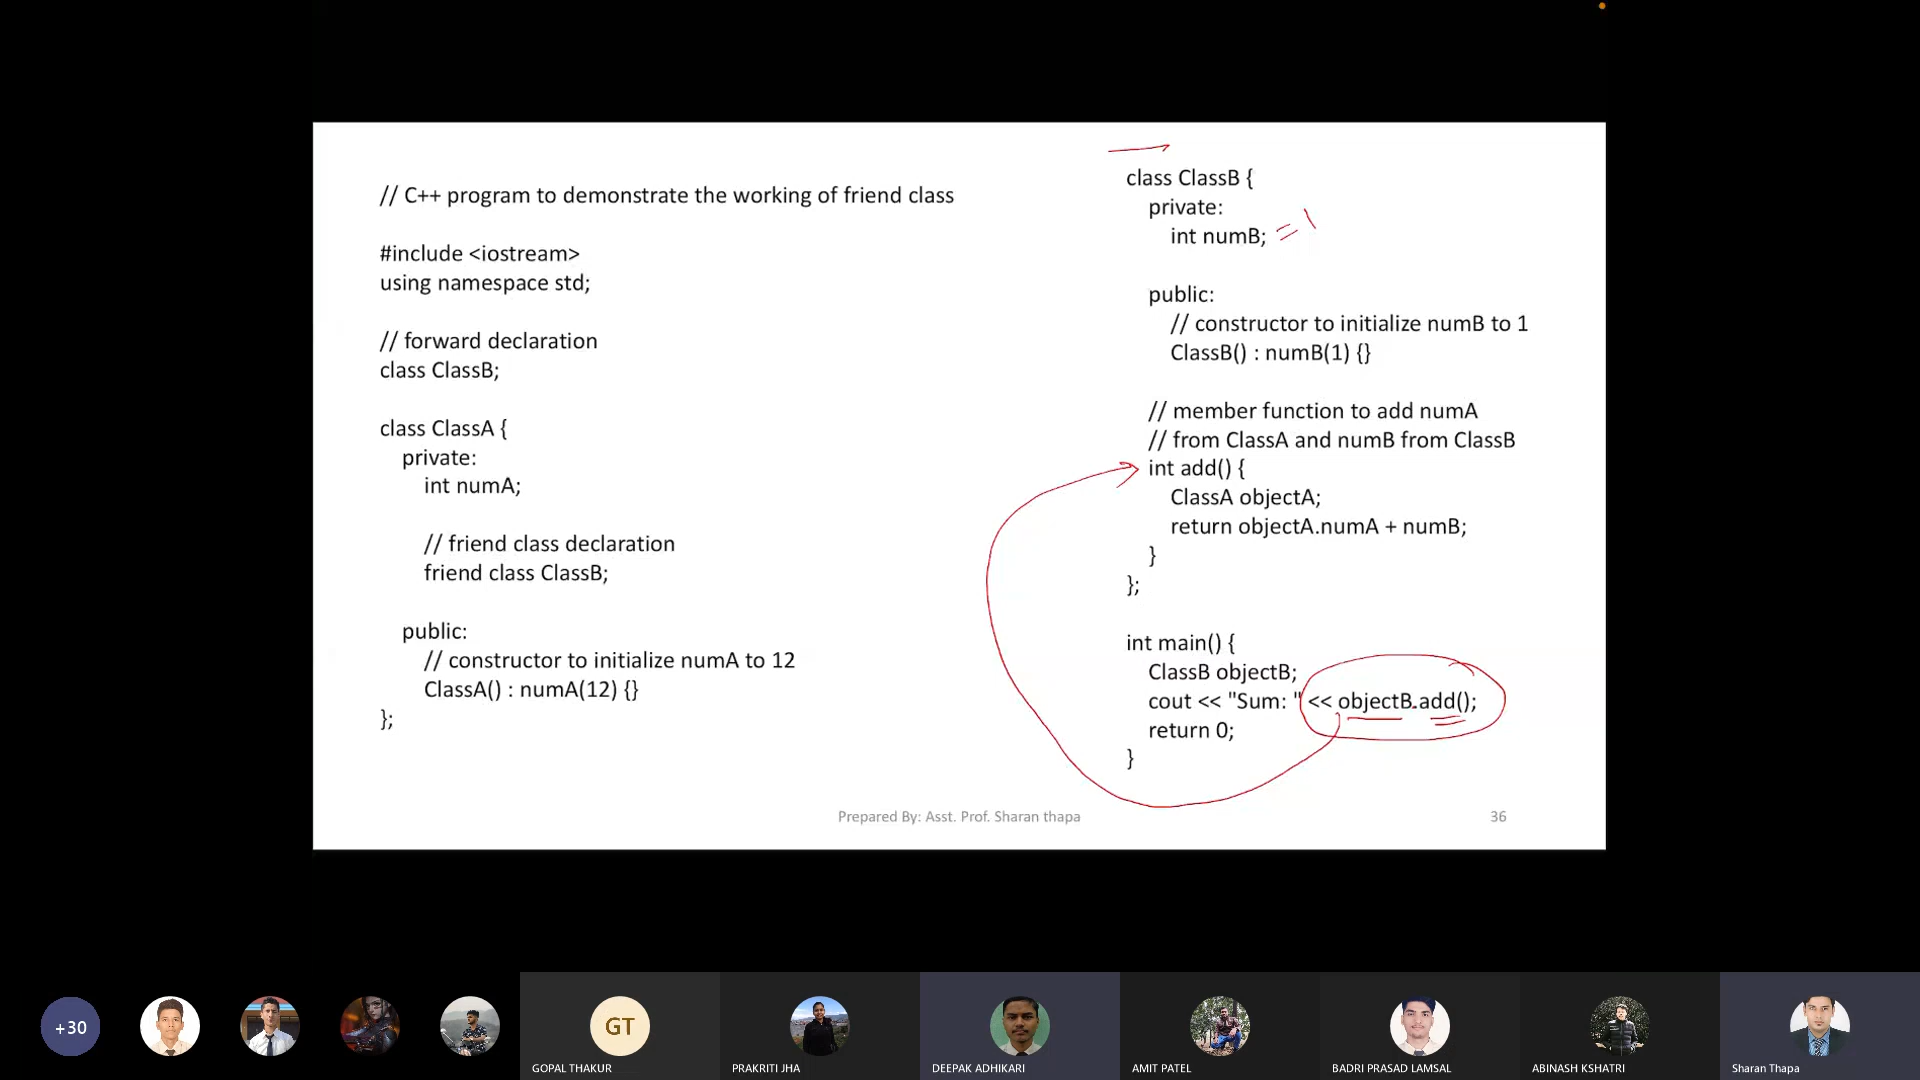 // C++ program to demonstrate the working of friend class
#include <iostream>
using namespace std;
// forward declaration
class ClassB;
class ClassA {
private:
int numA;
// friend class declaration
friend class ClassB;
public:
// constructor to initialize numA to 12
ClassA() : numA(12) {}
};
class ClassB {
private:
int numB; = 1
public:
// constructor to initialize numB to 1
ClassB() : numB(1) {}
// member function to add numA
// from ClassA and numB from ClassB
int add() {
ClassA objectA;
return objectA.numA + numB;
}
};
int main() {
ClassB objectB;
cout << "Sum: " << objectB.add();
return 0;
}
Prepared By: Asst. Prof. Sharan thapa
36
+30
GT
GOPAL THAKUR
PRAKRITI JHA
DEEPAK ADHIKARI
AMIT PATEL
BADRI PRASAD LAMSAL
ABINASH KSHATRI
Sharan Thapa